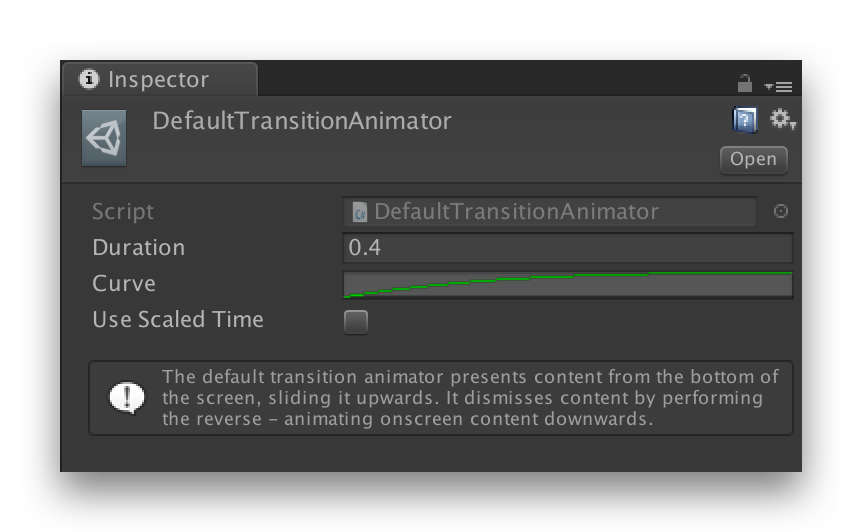 Inspector
DefaultTransitionAnimator
Open
Script
DefaultTransitionAnimator
Duration
0.4
Curve
Use Scaled Time
The default transition animator presents content from the bottom of
the screen, sliding it upwards. It dismisses content by performing
the reverse – animating onscreen content downwards.